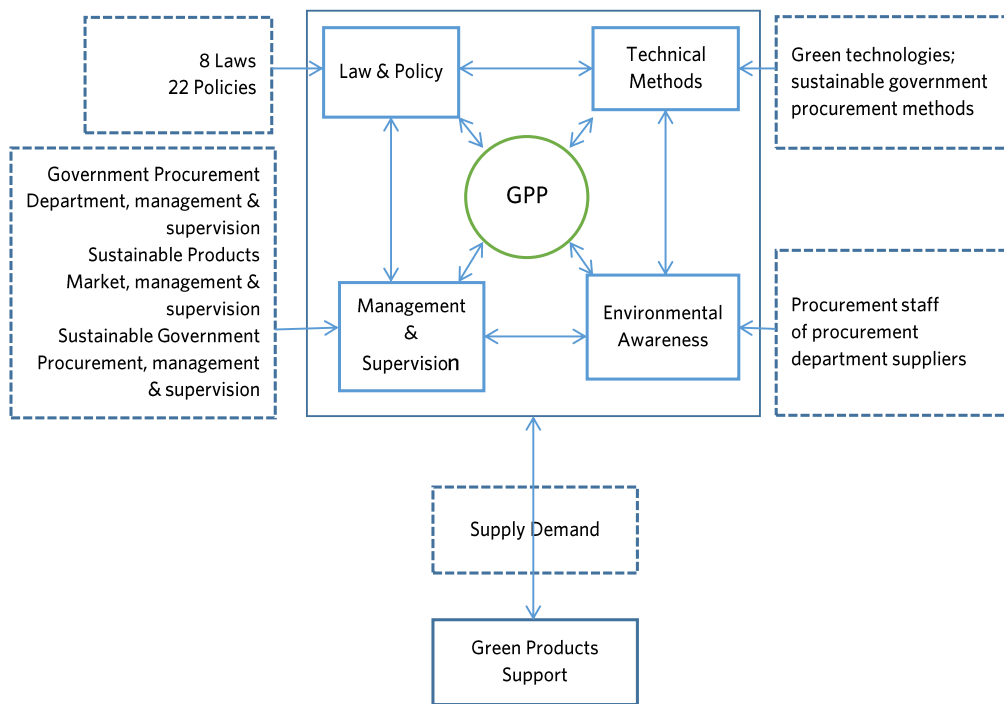 8 Laws
22 Policies
Law & Policy
Technical
Methods
Green technologies;
sustainable government
procurement methods
GPP
Government Procurement
Department, management &
supervision
Sustainable Products
Market, management &
supervision
Sustainable Government
Procurement, management
& supervision
Management
&
Supervision
Environmental
Awareness
Procurement staff
of procurement
department suppliers
Supply Demand
Green Products
Support